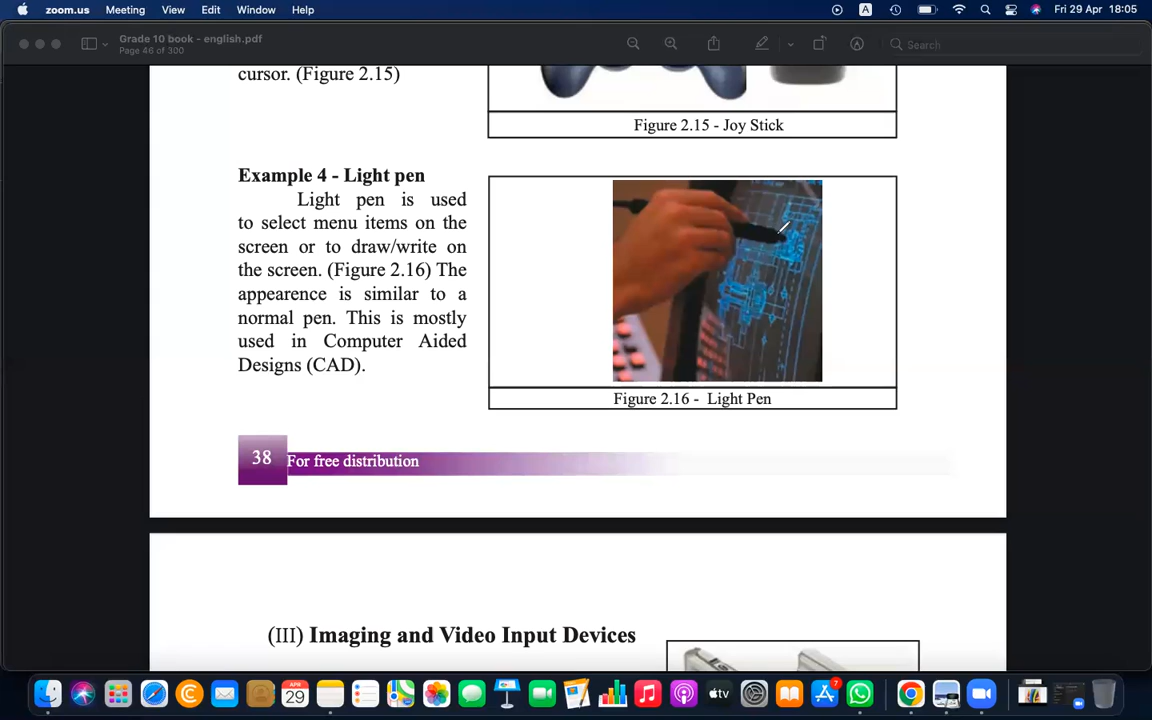 zoom.us Meeting View Edit Window Help A Fri 29 Apr 18:05
Grade 10 book - english.pdf
Page 46 of 300
Search
cursor. (Figure 2.15)
Figure 2.15 - Joy Stick
Example 4 - Light pen
Light pen is used
to select menu items on the
screen or to draw/write on
the screen. (Figure 2.16) The
appearence is similar to a
normal pen. This is mostly
used in Computer Aided
Designs (CAD).
Figure 2.16 - Light Pen
38 For free distribution
(III) Imaging and Video Input Devices
APR
29
tv
7